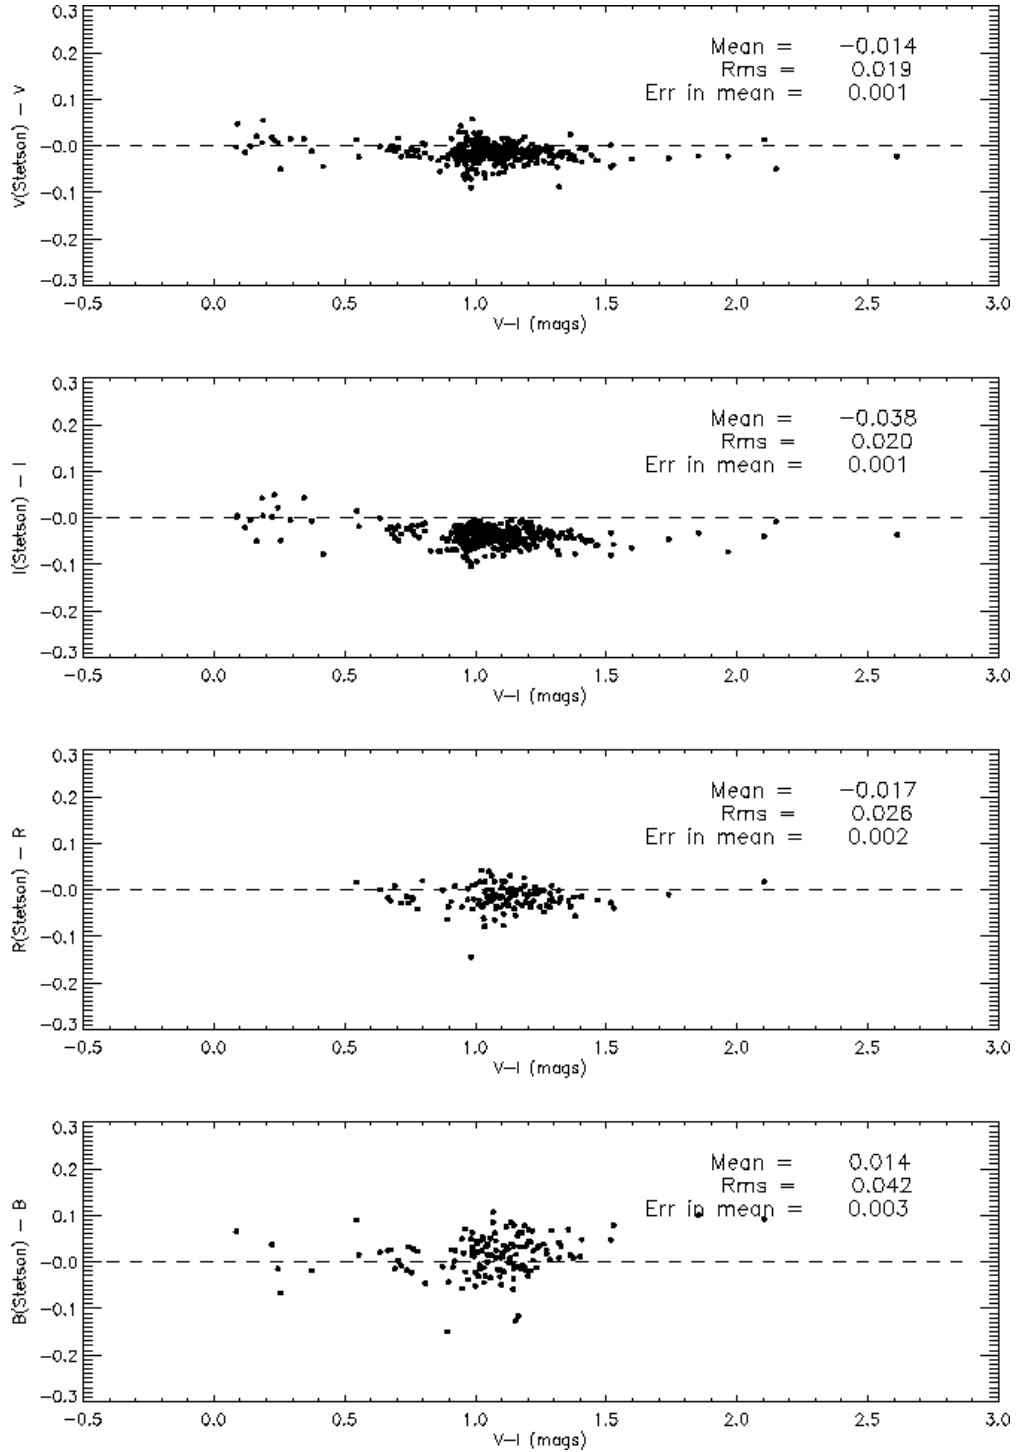 0.3
0.2
0.1
−0.0
−0.1
−0.2
−0.3
V(Stetson) − V
Mean = −0.014
Rms = 0.019
Err in mean = 0.001
−0.5 0.0 0.5 1.0 1.5 2.0 2.5 3.0
V−I (mags)
0.3
0.2
0.1
−0.0
−0.1
−0.2
−0.3
I(Stetson) − I
Mean = −0.038
Rms = 0.020
Err in mean = 0.001
−0.5 0.0 0.5 1.0 1.5 2.0 2.5 3.0
V−I (mags)
0.3
0.2
0.1
−0.0
−0.1
−0.2
−0.3
R(Stetson) − R
Mean = −0.017
Rms = 0.026
Err in mean = 0.002
−0.5 0.0 0.5 1.0 1.5 2.0 2.5 3.0
V−I (mags)
0.3
0.2
0.1
−0.0
−0.1
−0.2
−0.3
B(Stetson) − B
Mean = 0.014
Rms = 0.042
Err in mean = 0.003
−0.5 0.0 0.5 1.0 1.5 2.0 2.5 3.0
V−I (mags)